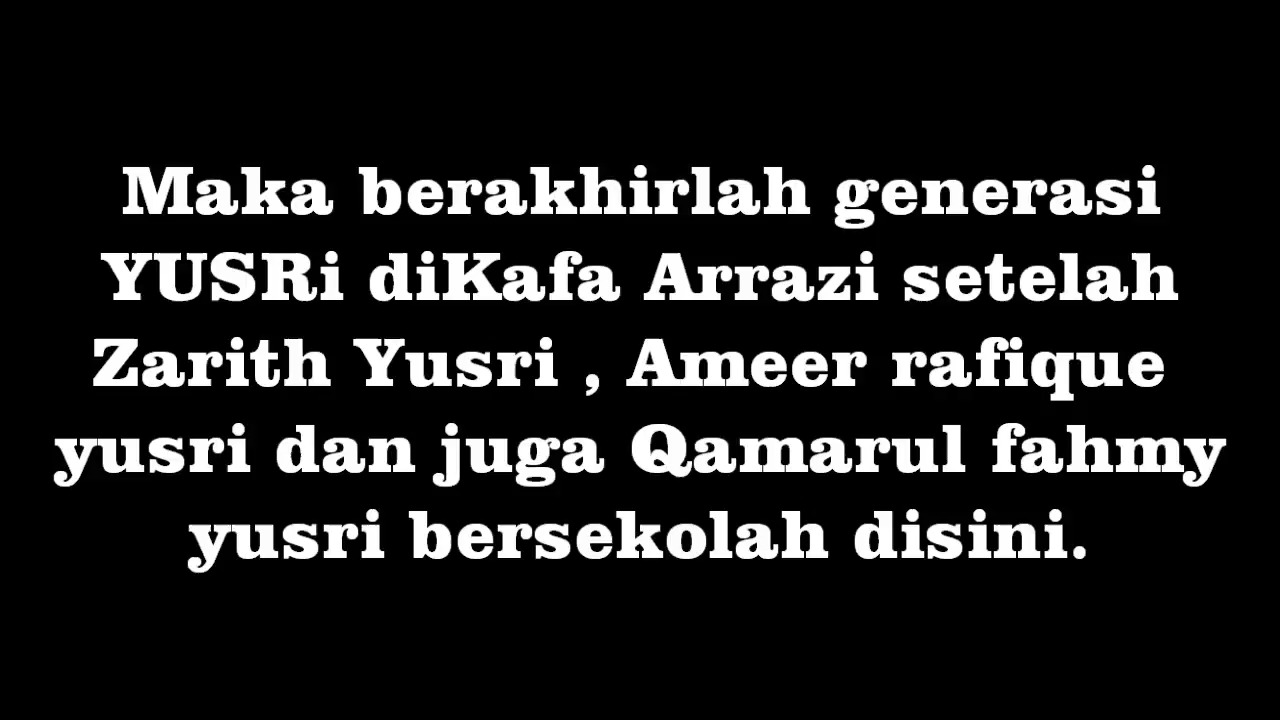 Maka berakhirlah generasi
YUSRi diKafa Arrazi setelah
Zarith Yusri , Ameer rafique
yusri dan juga Qamarul fahmy
yusri bersekolah disini.